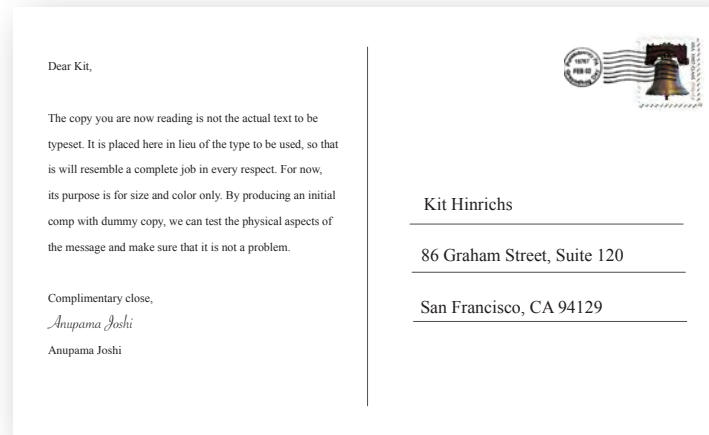 Dear Kit,
The copy you are now reading is not the actual text to be
typeset. It is placed here in lieu of the type to be used, so that
is will resemble a complete job in every respect. For now,
its purpose is for size and color only. By producing an initial
comp with dummy copy, we can test the physical aspects of
the message and make sure that it is not a problem.
Complimentary close,
Anupama Joshi
Anupama Joshi
FEB 02
Kit Hinrichs
86 Graham Street, Suite 120
San Francisco, CA 94129